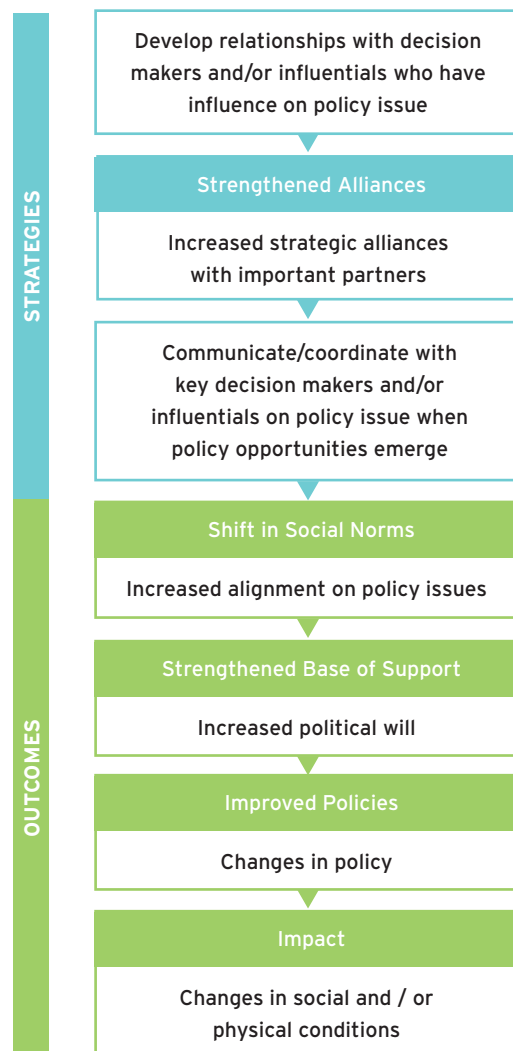 STRATEGIES
Develop relationships with decision
makers and/or influentials who have
influence on policy issue
Strengthened Alliances
Increased strategic alliances
with important partners
Communicate/coordinate with
key decision makers and/or
influentials on policy issue when
policy opportunities emerge
OUTCOMES
Shift in Social Norms
Increased alignment on policy issues
Strengthened Base of Support
Increased political will
Improved Policies
Changes in policy
Impact
Changes in social and / or
physical conditions